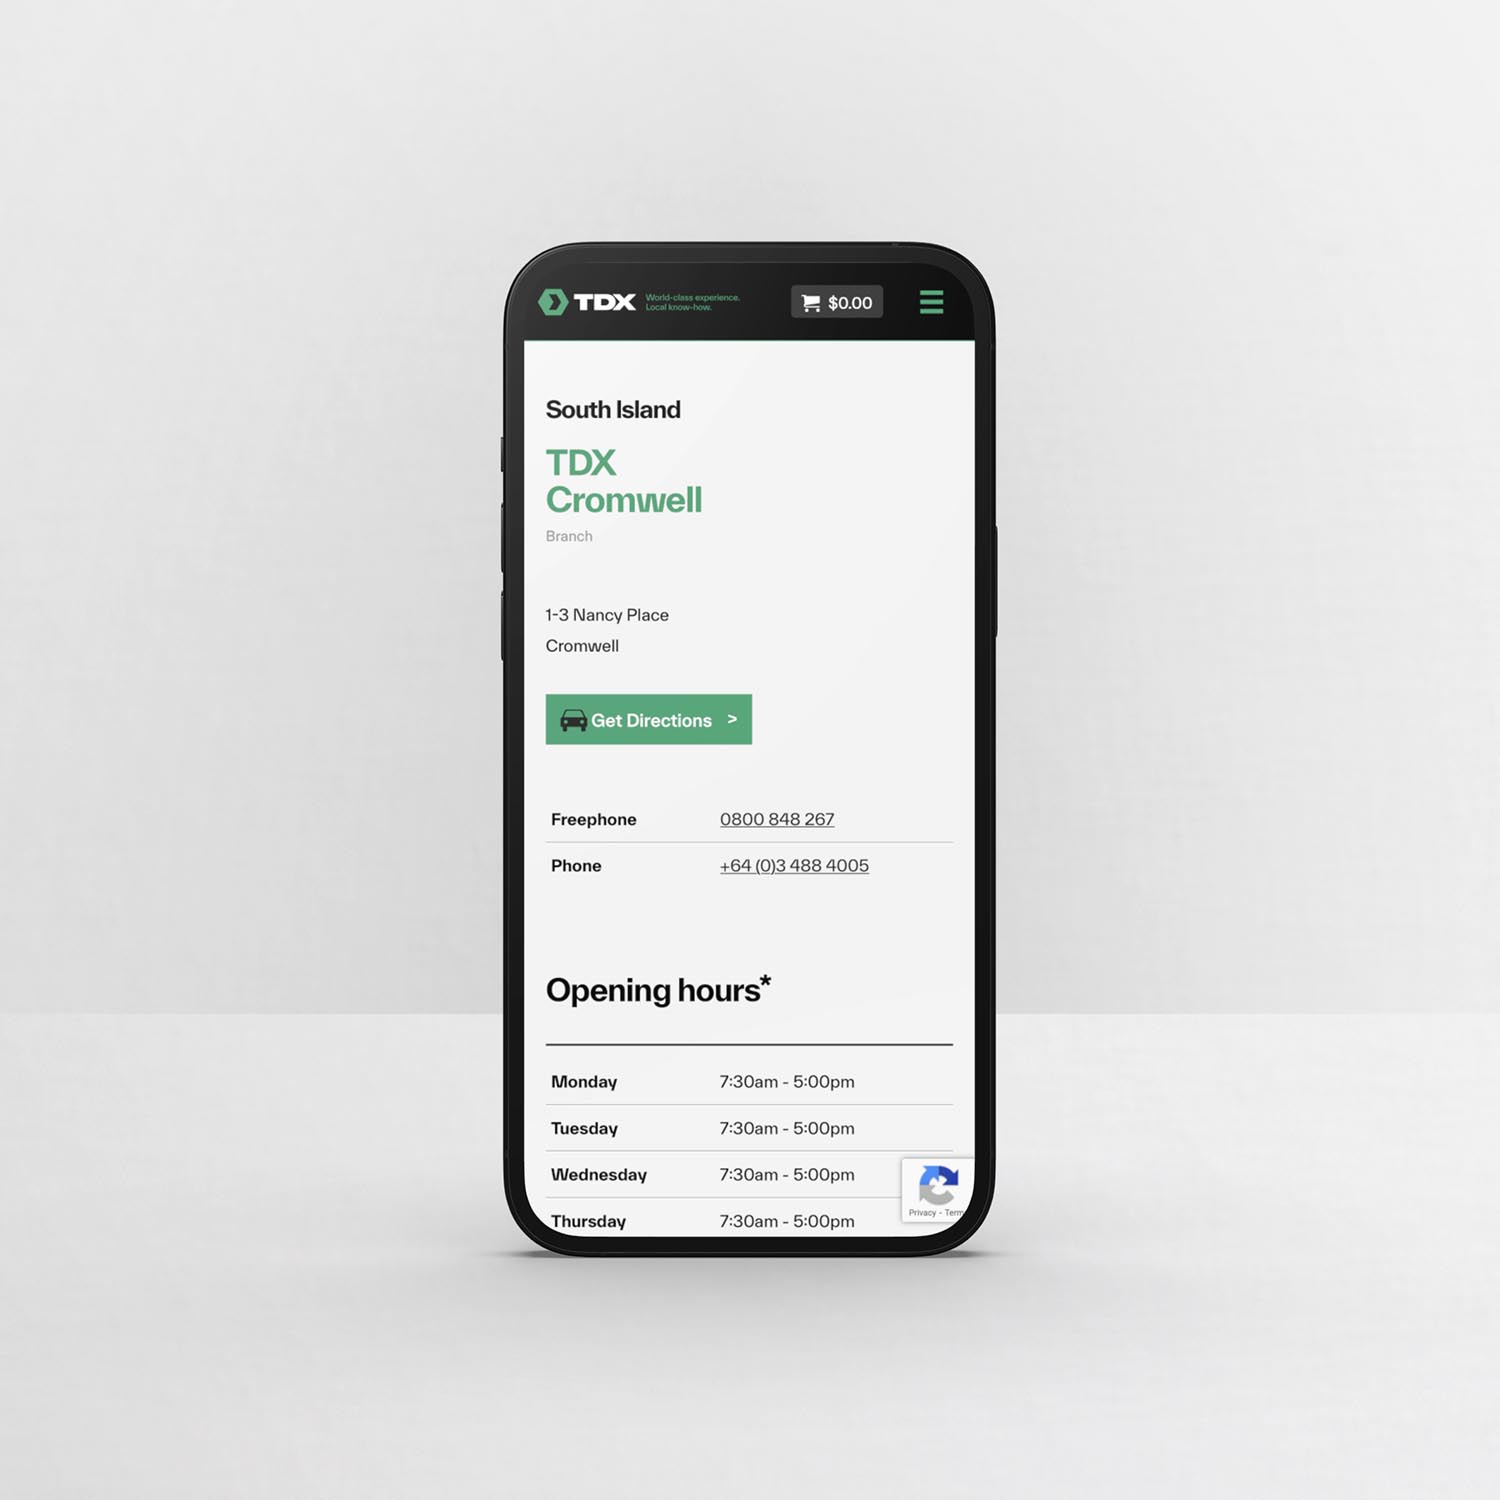 TDX
World-class experience.
Local know-how.
$0.00
South Island
TDX
Cromwell
Branch
1-3 Nancy Place
Cromwell
Get Directions >
Freephone 0800 848 267
Phone +64 (0)3 488 4005
Opening hours*
Monday 7:30am - 5:00pm
Tuesday 7:30am - 5:00pm
Wednesday 7:30am - 5:00pm
Thursday 7:30am - 5:00pm
Privacy - Term